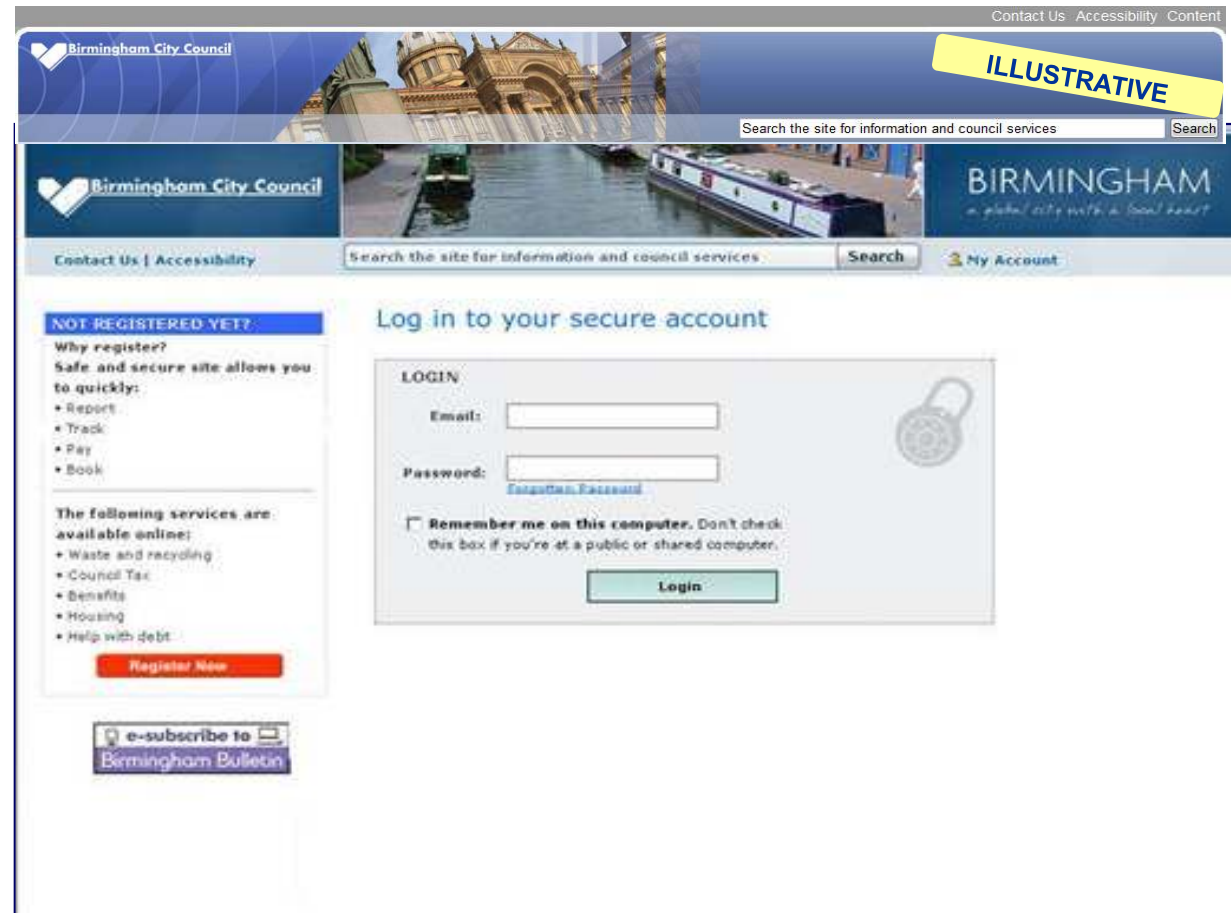 Contact Us Accessibility Content
Birmingham City Council
ILLUSTRATIVE
Search the site for information and council services Search
Birmingham City Council
BIRMINGHAM
a global city with a local heart
Contact Us | Accessibility
Search the site for information and council services Search
My Account
NOT REGISTERED YET?
Why register?
Safe and secure site allows you
to quickly:
• Report
• Track
• Pay
• Book
The following services are
available online:
• Waste and recycling
• Council Tax
• Benefits
• Housing
• Help with debt
Register Now
e-subscribe to
Birmingham Bulletin
Log in to your secure account
LOGIN
Email:
Password:
Forgotten Password
Remember me on this computer. Don't check
this box if you're at a public or shared computer.
Login